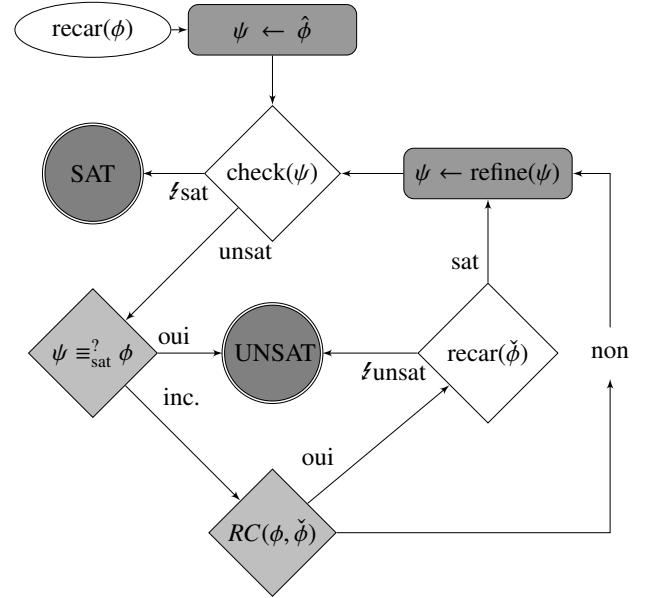 recar(ϕ)
ψ ← ϕ̂
SAT
↯sat
check(ψ)
ψ ← refine(ψ)
unsat
sat
ψ ≡?sat ϕ
oui
UNSAT
↯unsat
recar(ϕ̌)
non
inc.
oui
RC(ϕ, ϕ̌)